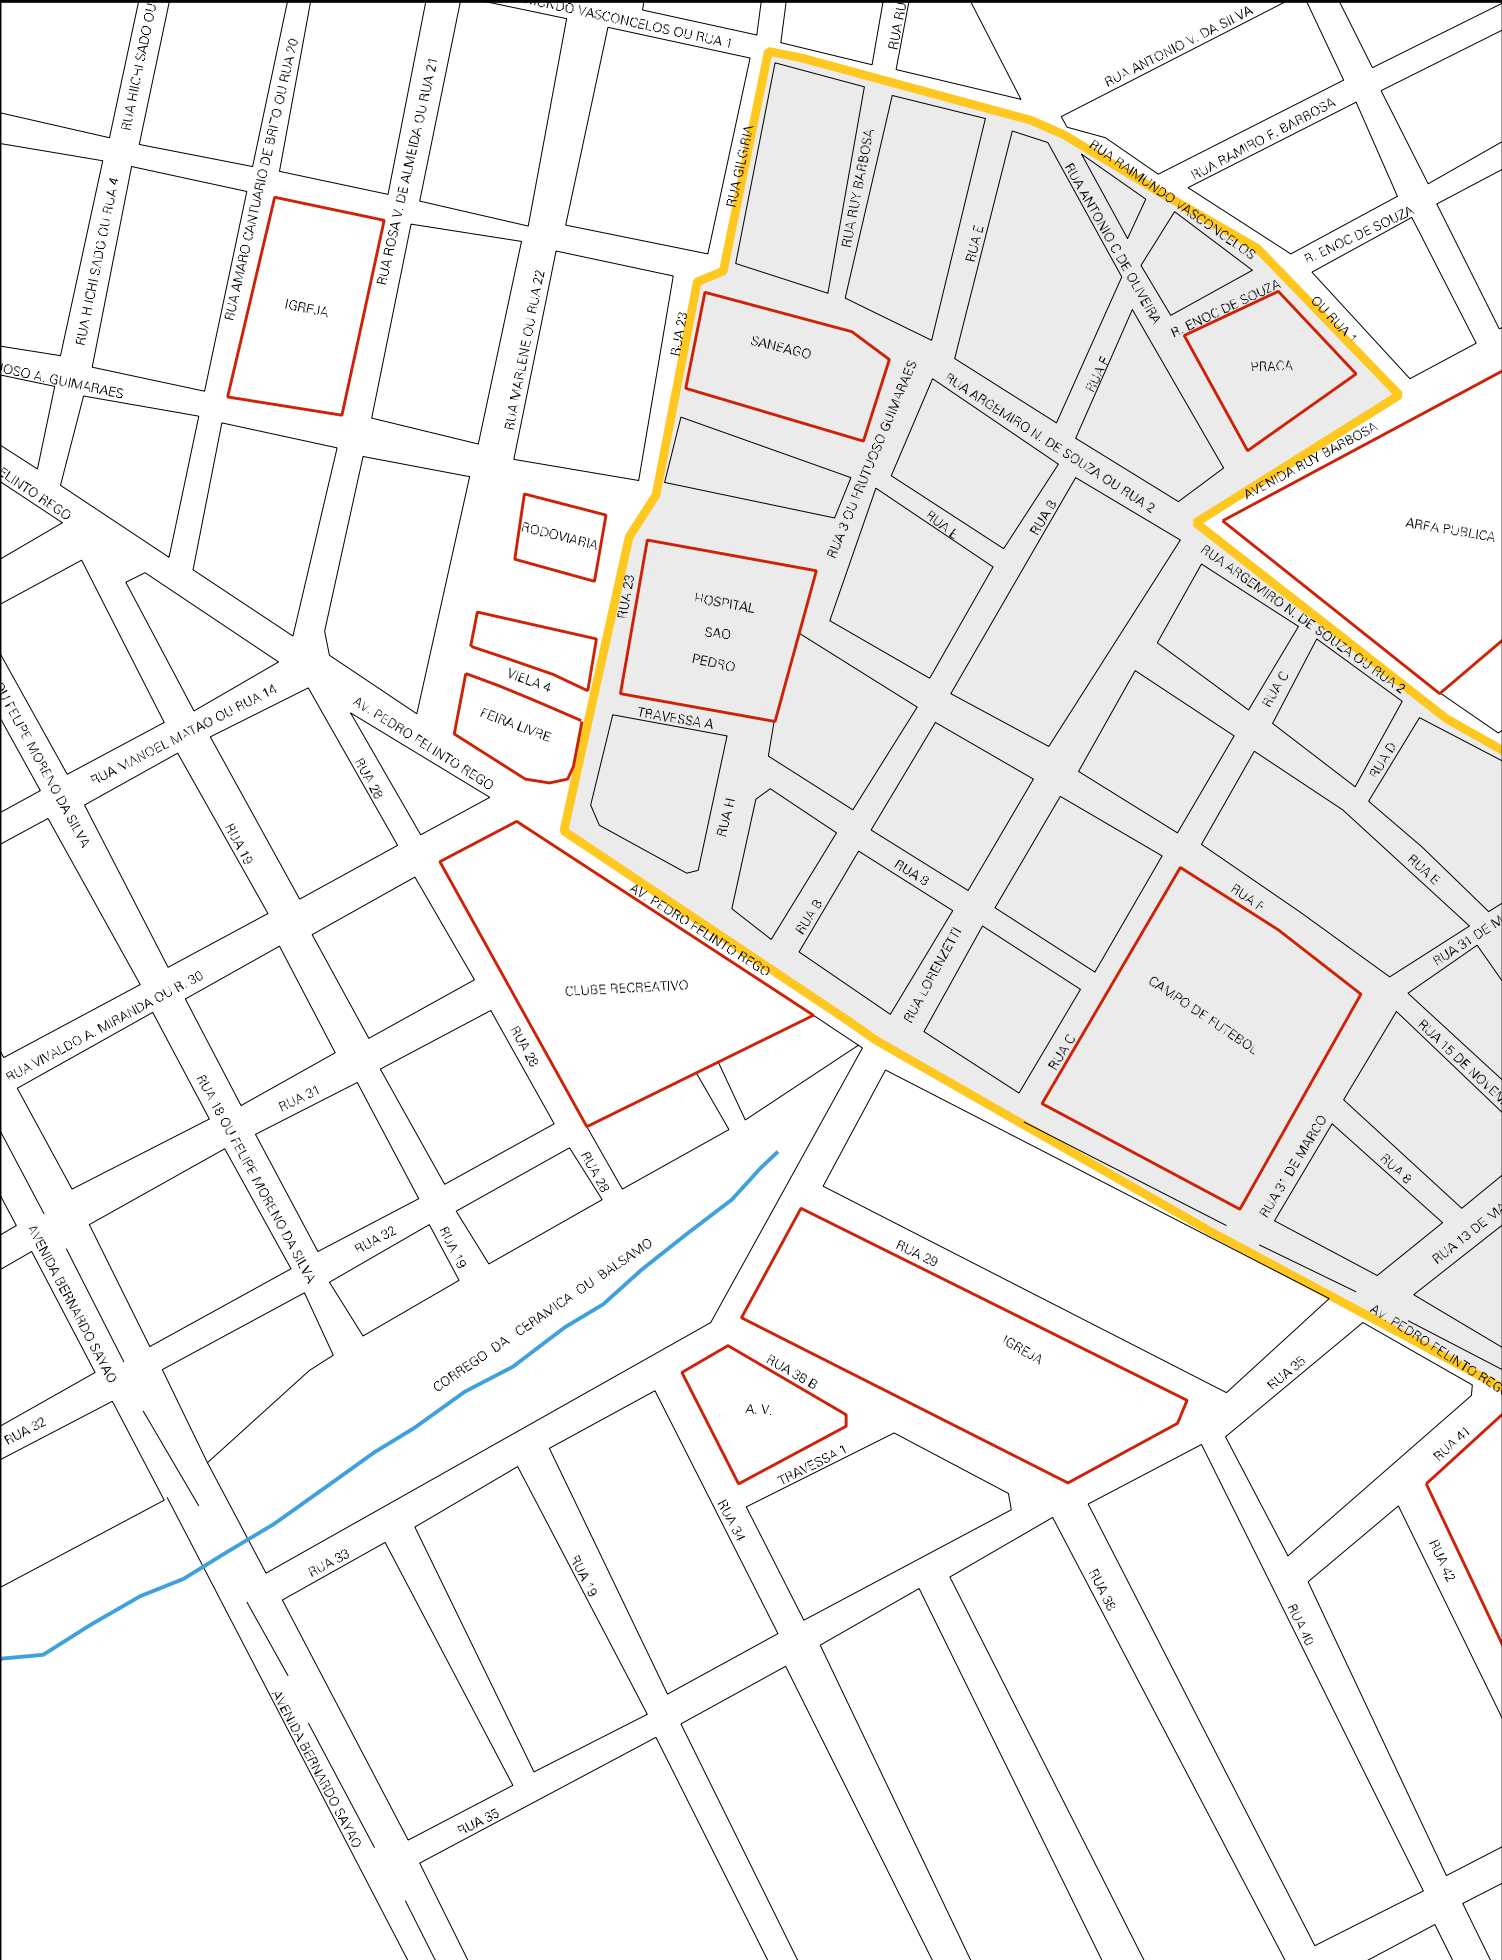 RUA RU
RUA ANTONIO V. DA SILVA
VASCONCELOS OU RUA 1
RUA HIICHI SADO OU
RUA AMARO CANTUARIO DE BRITO OU RUA 20
RUA ROSA V. DE ALMEIDA OU RUA 21
RUA GILGIRIA
RUA RUY BARBOSA
RUA RAMIRO F. BARBOSA
RUA RAIMUNDO VASCONCELOS
OU RUA 1
RUA ANTONIO C DE OLIVEIRA
RUA E
R. ENOC DE SOUZA
R. ENOC DE SOUZA
RUA HIICHI SADO OU RUA 4
IGREJA
RUA MARLENE OU RUA 22
RUA 23
SANEAGO
PRACA
RUA F
OSO A. GUIMARAES
RUA 3 OU FRUTUOSO GUIMARAES
RUA ARGEMIRO N. DE SOUZA OU RUA 2
AVENIDA RUY BARBOSA
AREA PUBLICA
ELINTO REGO
RODOVIARIA
RUA E
RUA B
RUA ARGEMIRO N. DE SOUZA OU RUA 2
RUA 23
HOSPITAL
SAO
PEDRO
VIELA 4
FEIRA LIVRE
TRAVESSA A
RUA C
RUA D
OU FELIPE MORENO DA SILVA
RUA MANOEL MATAO OU RUA 14
AV. PEDRO FELINTO REGO
RUA 28
RUA 19
RUA H
RUA 8
RUA B
RUA E
RUA F
RUA 31 DE M
AV. PEDRO FELINTO REGO
CLUBE RECREATIVO
RUA LORENZETTI
RUA C
CAMPO DE FUTEBOL
RUA 15 DE NOVEM
RUA VIVALDO A. MIRANDA OU R. 30
RUA 28
RUA 31
RUA 18 OU FELIPE MORENO DA SILVA
RUA 28
RUA 31 DE MARCO
RUA 8
RUA 13 DE MA
AVENIDA BERNARDO SAYAO
RUA 32
RUA 19
CORREGO DA CERAMICA OU BALSAMO
RUA 29
IGREJA
AV. PEDRO FELINTO REGO
RUA 38 B
A. V.
RUA 35
TRAVESSA 1
RUA 32
RUA 41
RUA 34
RUA 33
RUA 19
RUA 38
RUA 40
RUA 42
AVENIDA BERNARDO SAYAO
RUA 35